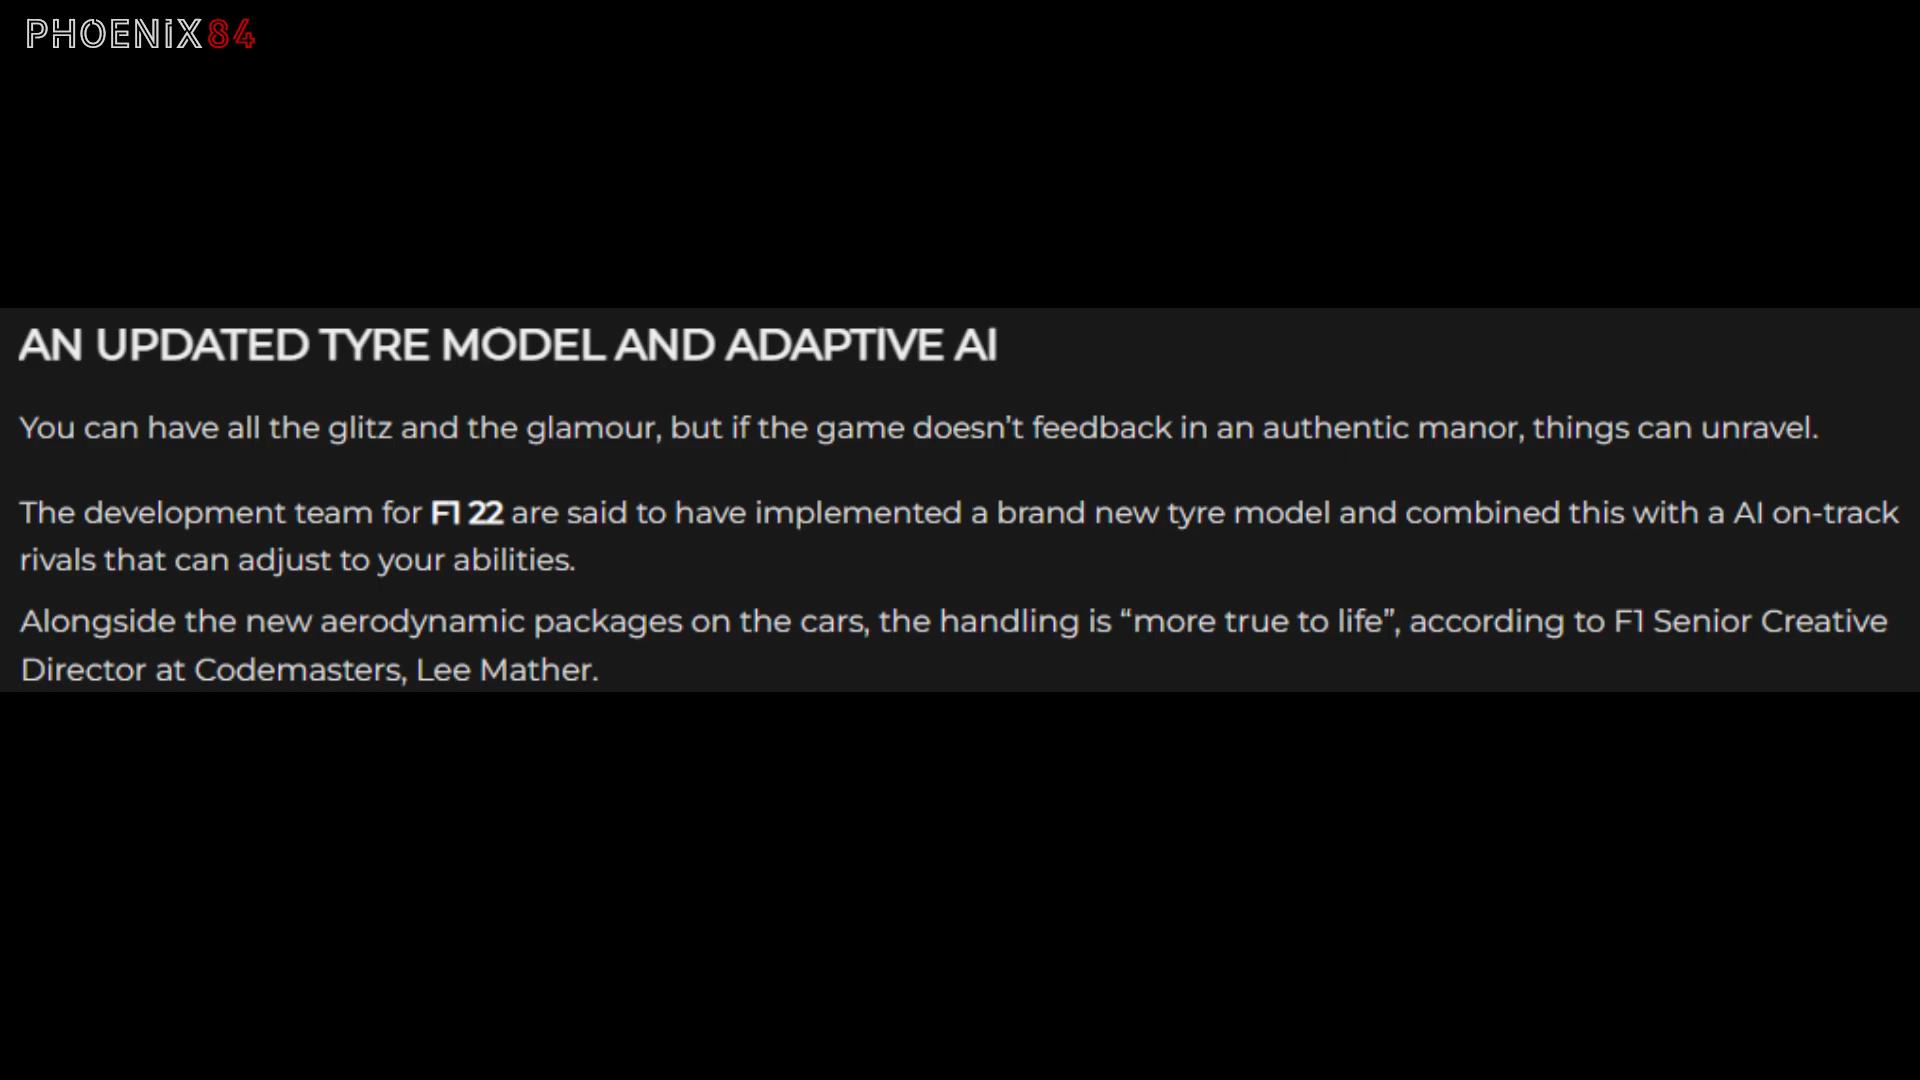 PHOENiX84
AN UPDATED TYRE MODEL AND ADAPTIVE AI
You can have all the glitz and the glamour, but if the game doesn’t feedback in an authentic manor, things can unravel.
The development team for F1 22 are said to have implemented a brand new tyre model and combined this with a AI on-track
rivals that can adjust to your abilities.
Alongside the new aerodynamic packages on the cars, the handling is “more true to life”, according to F1 Senior Creative
Director at Codemasters, Lee Mather.